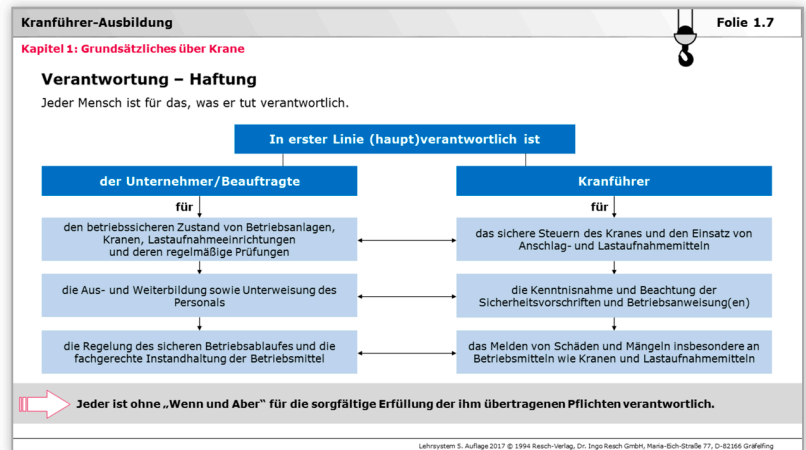 Kranführer-Ausbildung
Folie 1.7
Kapitel 1: Grundsätzliches über Krane
Verantwortung – Haftung
Jeder Mensch ist für das, was er tut verantwortlich.
In erster Linie (haupt)verantwortlich ist
der Unternehmer/Beauftragte
für
den betriebssicheren Zustand von Betriebsanlagen,
Kranen, Lastaufnahmeeinrichtungen
und deren regelmäßige Prüfungen
die Aus- und Weiterbildung sowie Unterweisung des
Personals
die Regelung des sicheren Betriebsablaufes und die
fachgerechte Instandhaltung der Betriebsmittel
Kranführer
für
das sichere Steuern des Kranes und den Einsatz von
Anschlag- und Lastaufnahmemitteln
die Kenntnisnahme und Beachtung der
Sicherheitsvorschriften und Betriebsanweisung(en)
das Melden von Schäden und Mängeln insbesondere an
Betriebsmitteln wie Kranen und Lastaufnahmemitteln
Jeder ist ohne „Wenn und Aber“ für die sorgfältige Erfüllung der ihm übertragenen Pflichten verantwortlich.
Lehrsystem 5. Auflage 2017 © 1994 Resch-Verlag, Dr. Ingo Resch GmbH, Maria-Eich-Straße 77, D-82166 Gräfelfing